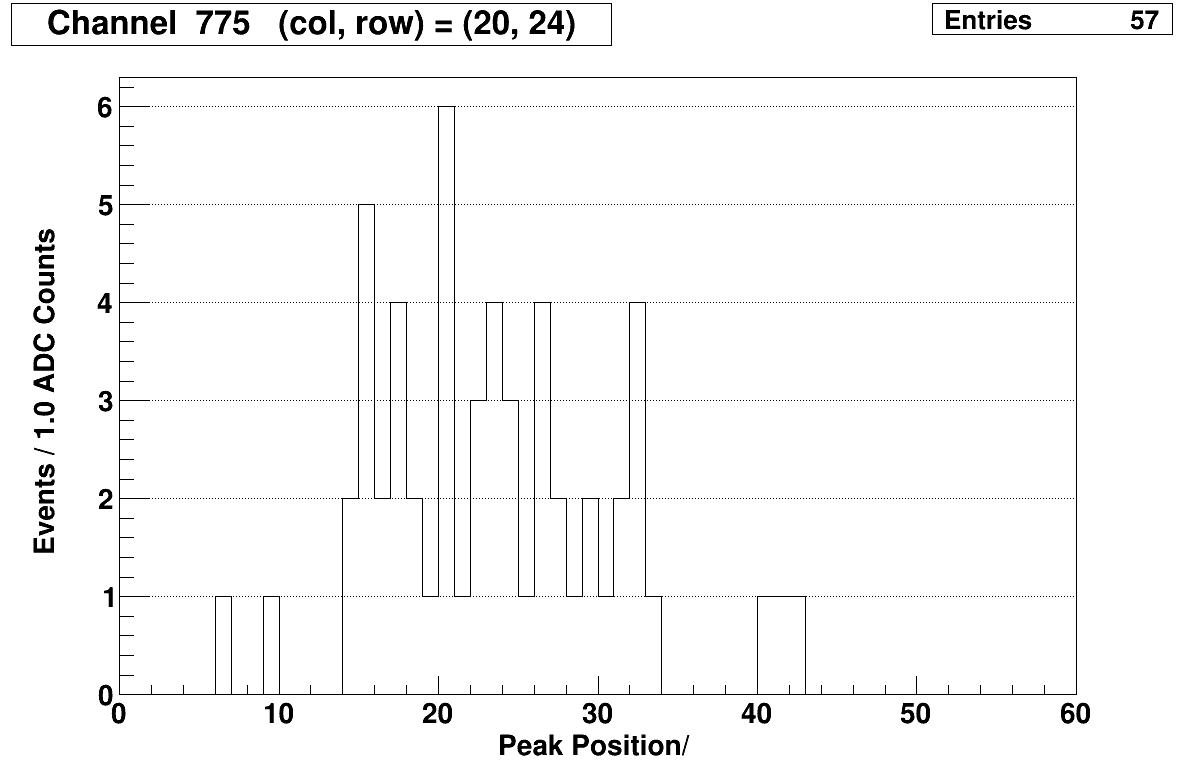 Channel 775 (col, row) = (20, 24)
Entries 57
6
5
4
3
2
1
0
Events / 1.0 ADC Counts
0 10 20 30 40 50 60
Peak Position/